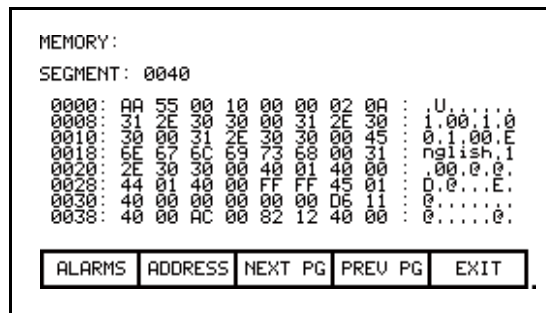 MEMORY:
SEGMENT: 0040
0000: AA 55 00 10 00 00 02 0A : .U......
0008: 31 2E 30 30 00 31 2E 30 : 1.00.1.0
0010: 30 00 31 2E 30 30 00 45 : 0.1.00.E
0018: 6E 67 6C 69 73 68 00 31 : nglish.1
0020: 2E 30 30 00 40 01 40 00 : .00.@.@.
0028: 44 01 40 00 FF FF 45 01 : D.@...E.
0030: 40 00 00 00 00 00 D6 11 : @.......
0038: 40 00 AC 00 82 12 40 00 : @.....@.
ALARMS ADDRESS NEXT PG PREV PG EXIT